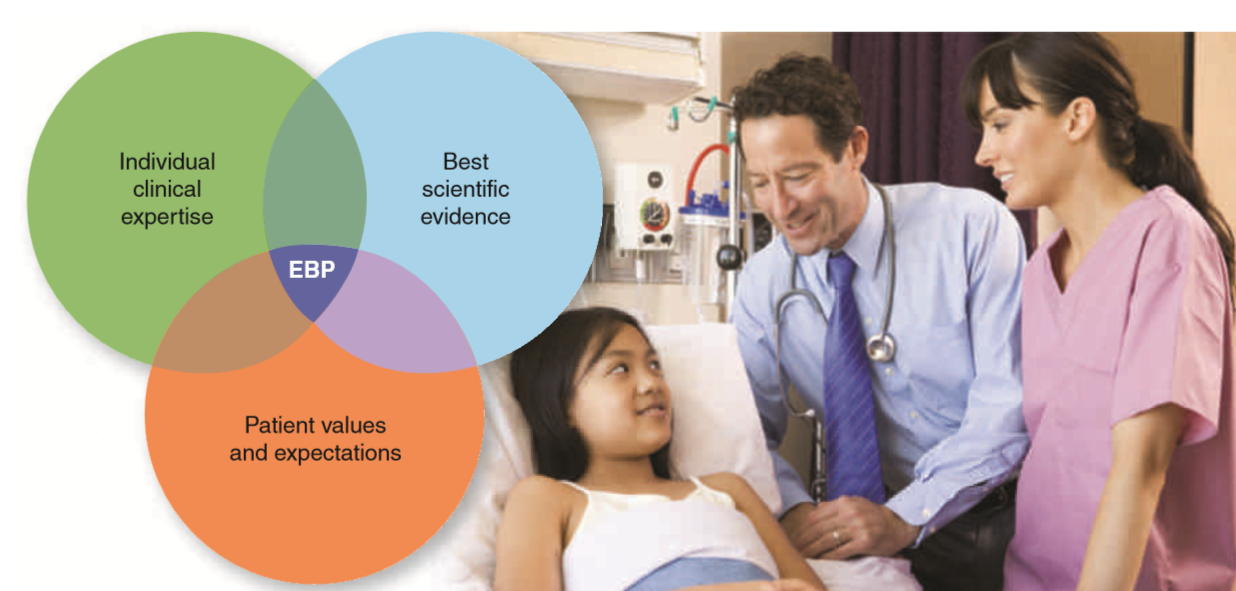 Individual
clinical
expertise
Best
scientific
evidence
EBP
Patient values
and expectations